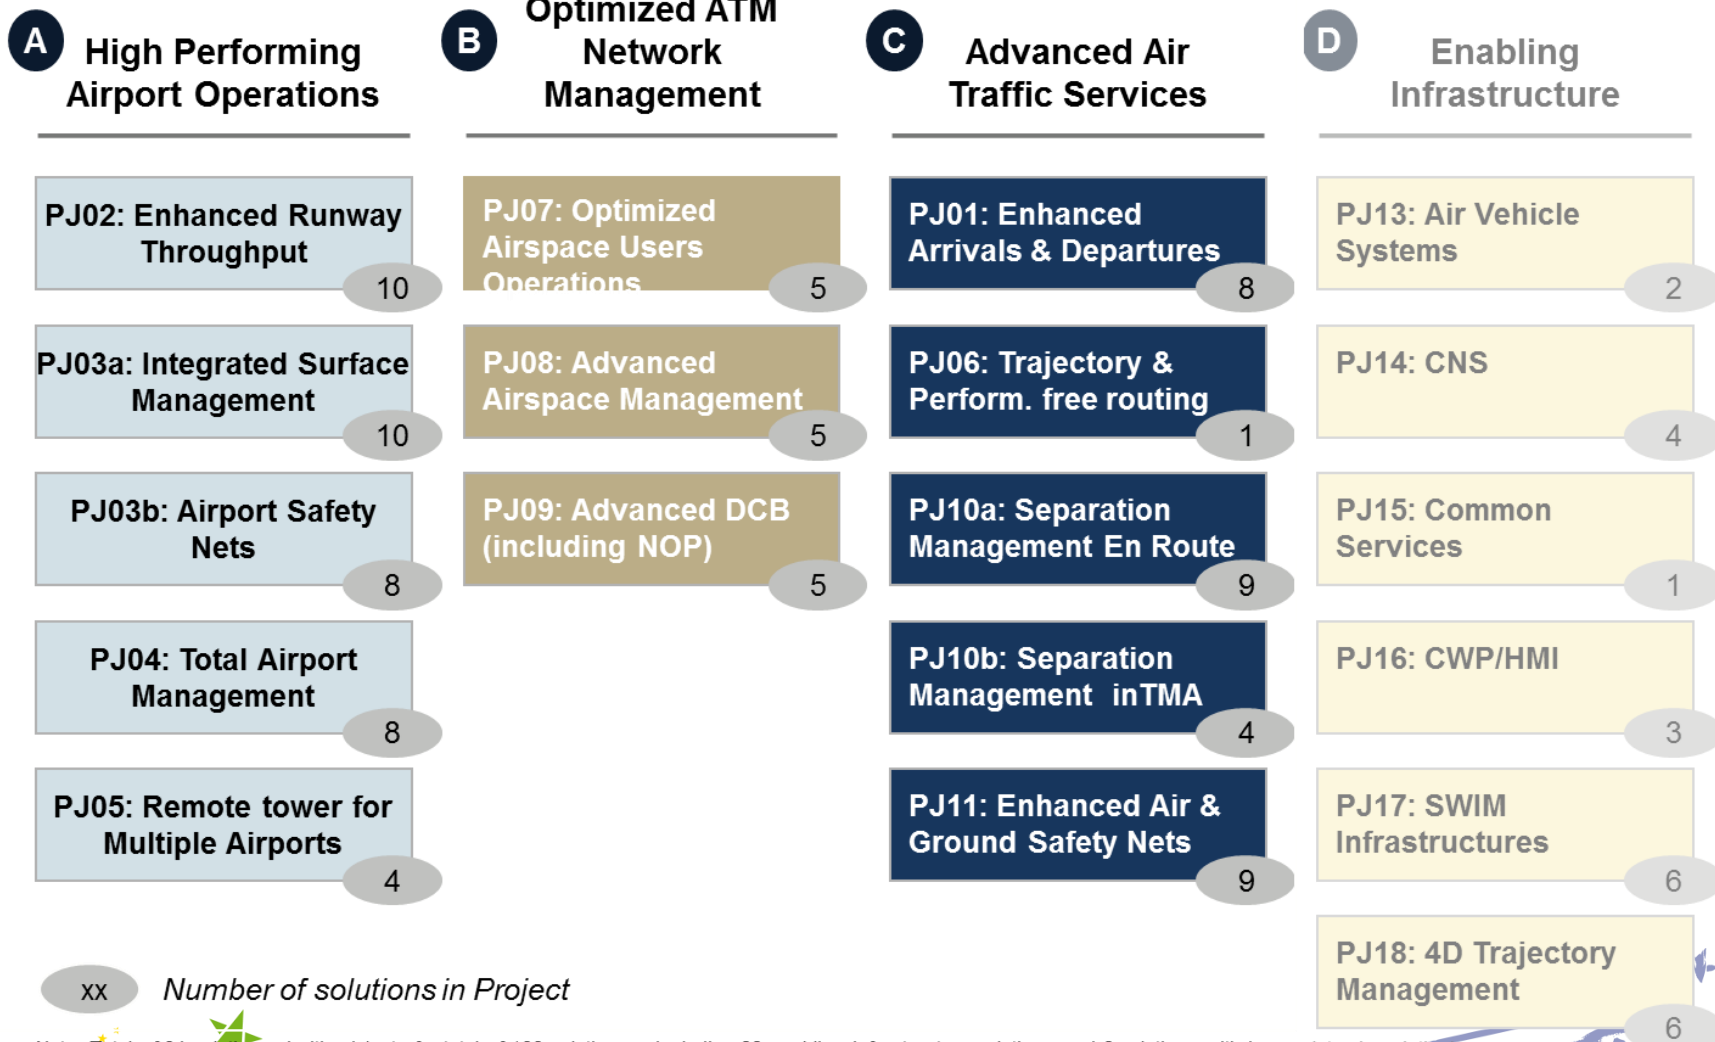 A
High Performing
Airport Operations
PJ02: Enhanced Runway
Throughput
10
PJ03a: Integrated Surface
Management
10
PJ03b: Airport Safety
Nets
8
PJ04: Total Airport
Management
8
PJ05: Remote tower for
Multiple Airports
4
B
Optimized ATM
Network
Management
PJ07: Optimized
Airspace Users
Operations
5
PJ08: Advanced
Airspace Management
5
PJ09: Advanced DCB
(including NOP)
5
C
Advanced Air
Traffic Services
PJ01: Enhanced
Arrivals & Departures
8
PJ06: Trajectory &
Perform. free routing
1
PJ10a: Separation
Management En Route
9
PJ10b: Separation
Management inTMA
4
PJ11: Enhanced Air &
Ground Safety Nets
9
D
Enabling
Infrastructure
PJ13: Air Vehicle
Systems
2
PJ14: CNS
4
PJ15: Common
Services
1
PJ16: CWP/HMI
3
PJ17: SWIM
Infrastructures
6
PJ18: 4D Trajectory
Management
6
xx Number of solutions in Project